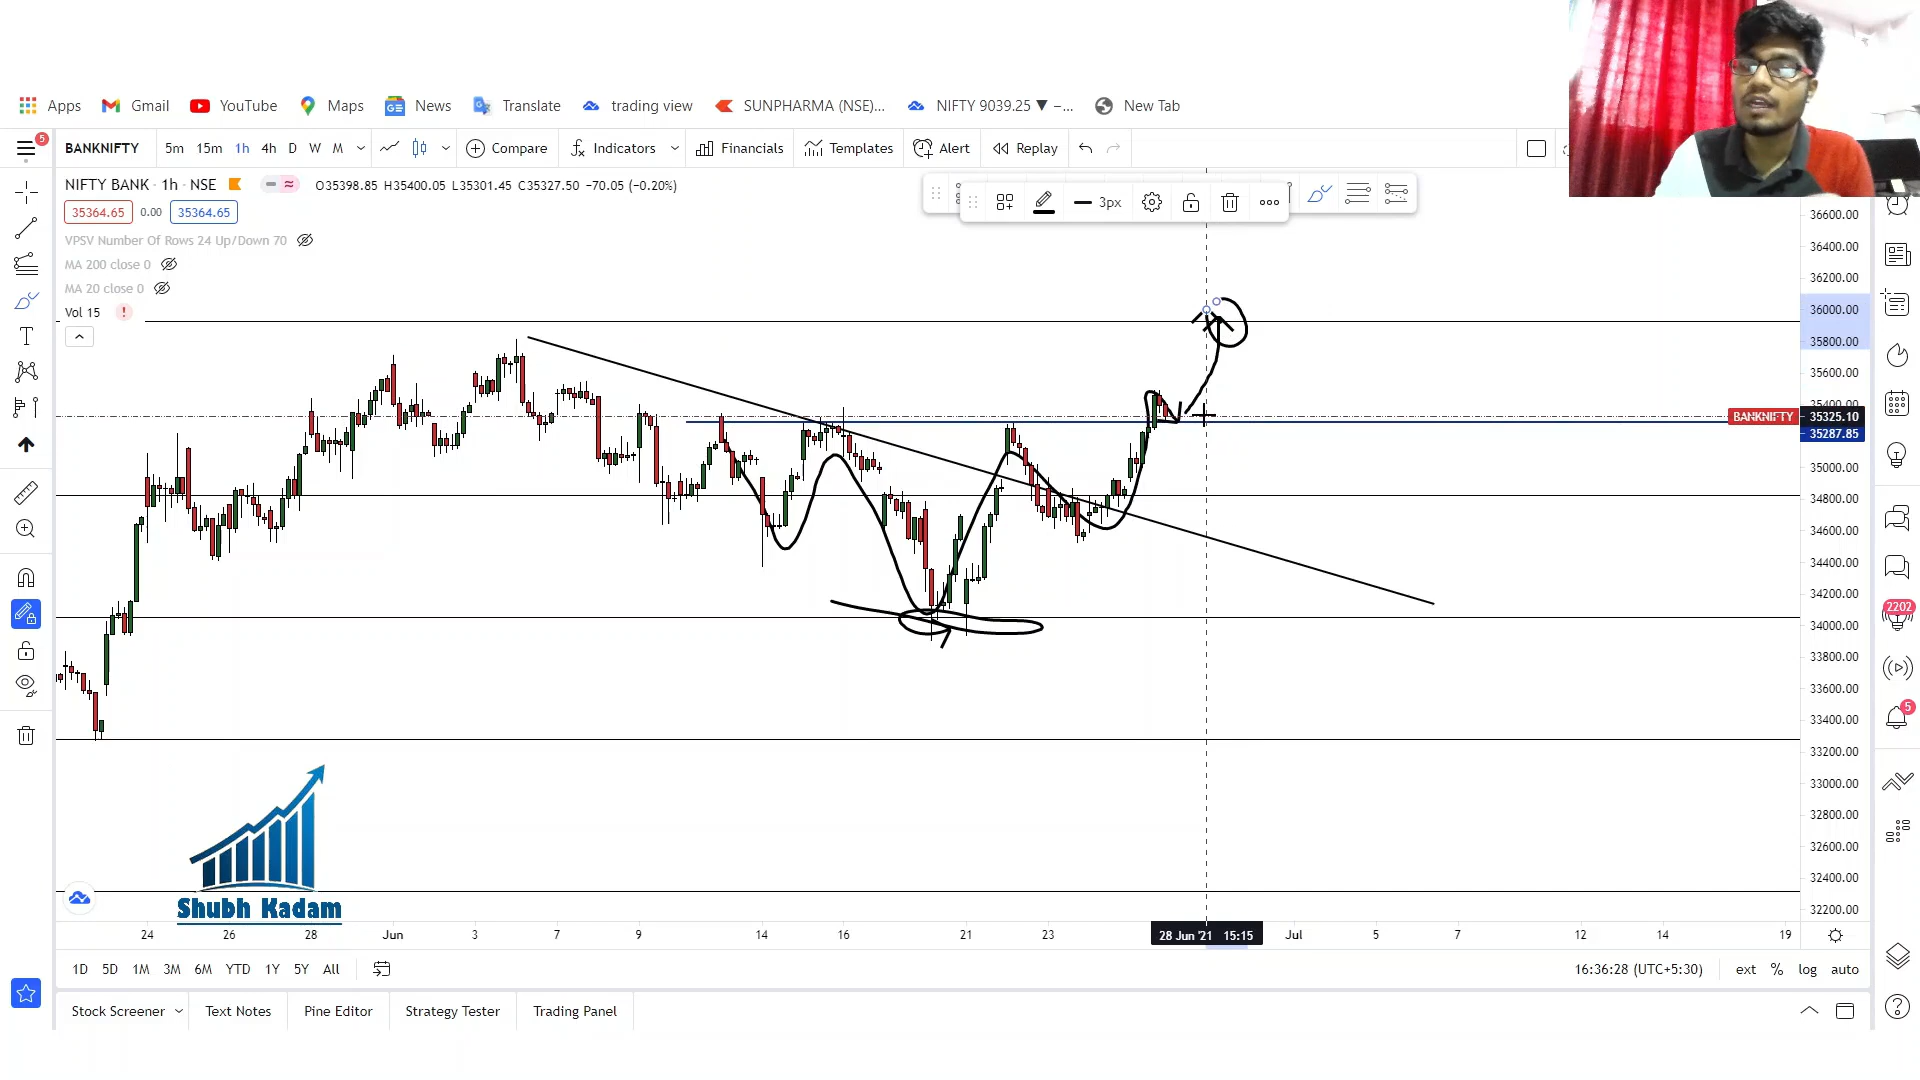 Apps Gmail YouTube Maps News Translate trading view SUNPHARMA (NSE)... NIFTY 9039.25 ▼ −... New Tab
5
BANKNIFTY 5m 15m 1h 4h D W M Compare Indicators Financials Templates Alert Replay
NIFTY BANK · 1h · NSE O35398.85 H35400.05 L35301.45 C35327.50 −70.05 (−0.20%)
35364.65 0.00 35364.65
3px
VPSV Number Of Rows 24 Up/Down 70
MA 200 close 0
MA 20 close 0
Vol 15 !
36600.00
36400.00
36200.00
36000.00
35800.00
35600.00
35400.00
BANKNIFTY 35325.10
35287.85
35000.00
34800.00
34600.00
34400.00
34200.00
34000.00
33800.00
33600.00
33400.00
33200.00
33000.00
32800.00
32600.00
32400.00
32200.00
2202
5
Shubh Kadam
24 26 28 Jun 3 7 9 14 16 21 23 28 Jun '21 15:15 Jul 5 7 12 14 19
1D 5D 1M 3M 6M YTD 1Y 5Y All 16:36:28 (UTC+5:30) ext % log auto
Stock Screener Text Notes Pine Editor Strategy Tester Trading Panel